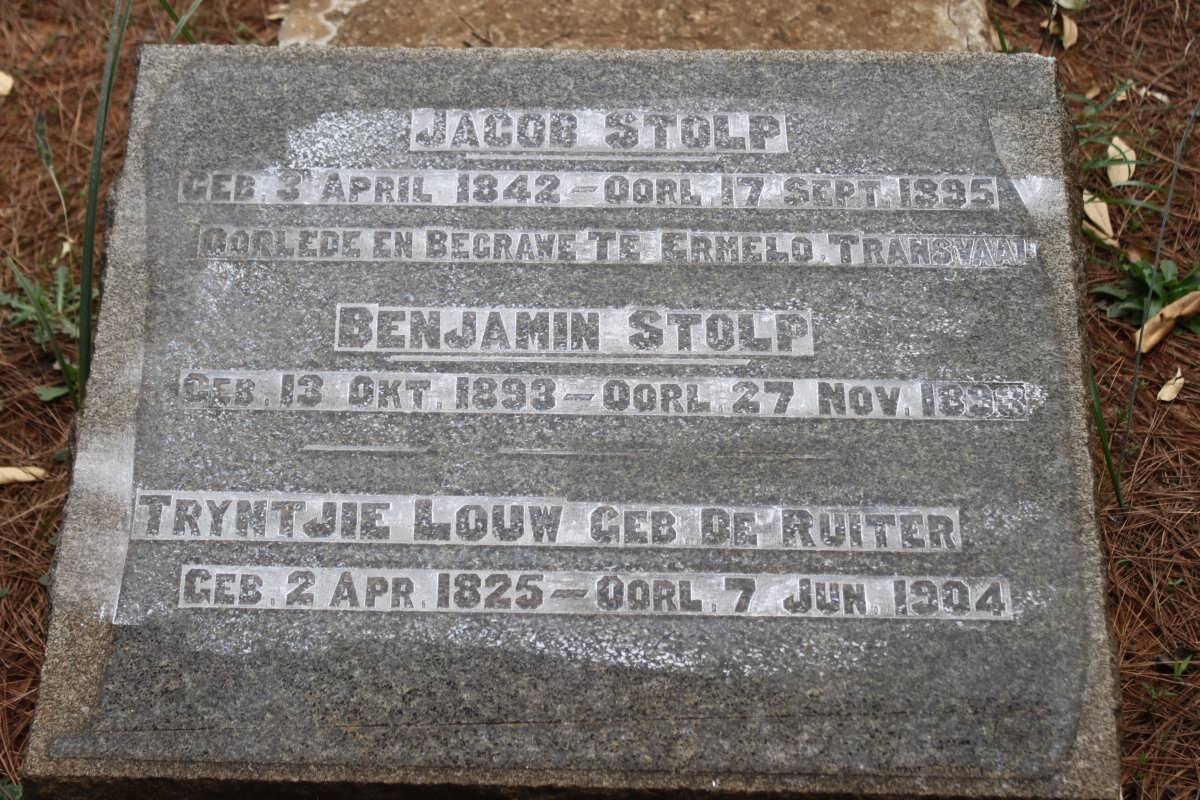 JACOB STOLP
GEB. 3 APRIL 1842 – OORL. 17 SEPT. 1895
OORLEDE EN BEGRAWE TE ERMELO. TRANSVAAL
BENJAMIN STOLP
GEB. 13 OKT. 1893 – OORL. 27 NOV. 1893
TRYNTJIE LOUW GEB DE RUITER
GEB. 2 APR. 1825 – OORL. 7 JUN. 1904